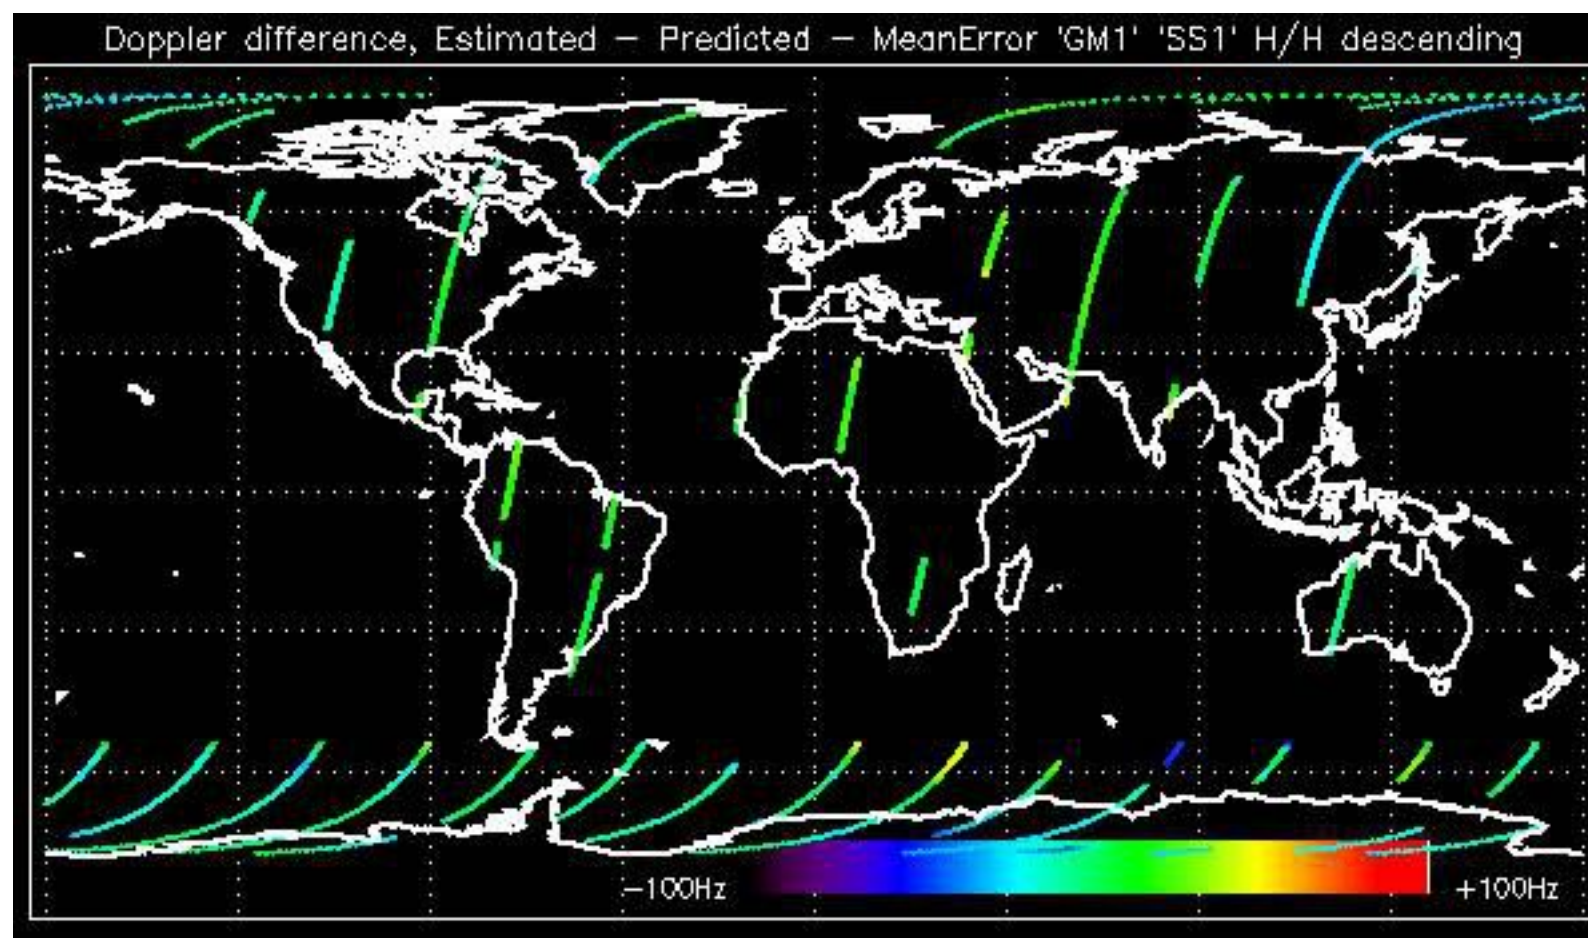 Doppler difference, Estimated − Predicted − MeanError 'GM1' 'SS1' H/H descending
−100Hz +100Hz